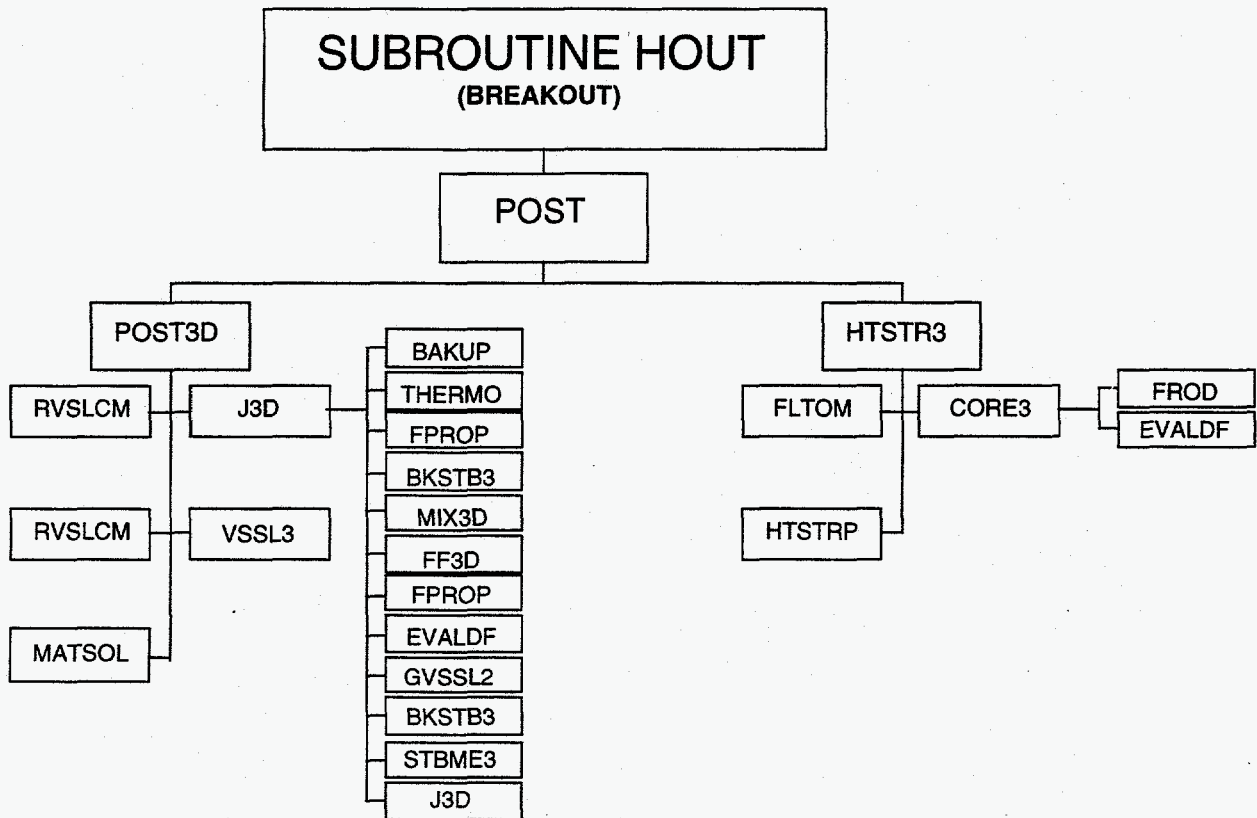 SUBROUTINE HOUT
(BREAKOUT)
POST
POST3D
HTSTR3
RVSLCM
J3D
RVSLCM
VSSL3
MATSOL
BAKUP
THERMO
FPROP
BKSTB3
MIX3D
FF3D
FPROP
EVALDF
GVSSL2
BKSTB3
STBME3
J3D
FLTOM
CORE3
FROD
EVALDF
HTSTRP